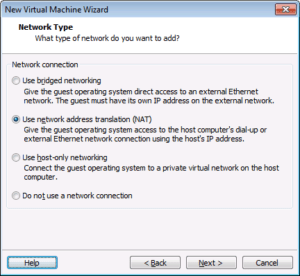 New Virtual Machine Wizard
Network Type
What type of network do you want to add?
Network connection
Use bridged networking
Give the guest operating system direct access to an external Ethernet
network. The guest must have its own IP address on the external network.
Use network address translation (NAT)
Give the guest operating system access to the host computer's dial-up or
external Ethernet network connection using the host's IP address.
Use host-only networking
Connect the guest operating system to a private virtual network on the host
computer.
Do not use a network connection
Help
< Back
Next >
Cancel